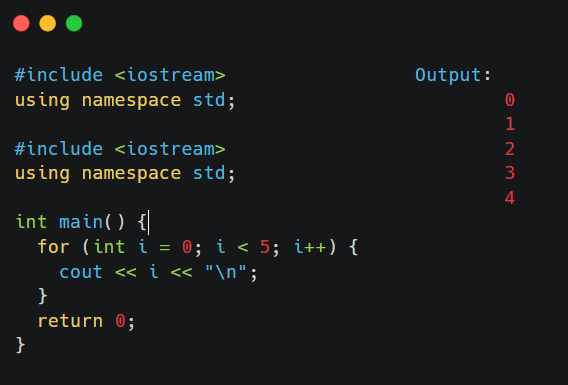 #include <iostream>
using namespace std;
#include <iostream>
using namespace std;
int main() {
  for (int i = 0; i < 5; i++) {
    cout << i << "\n";
  }
  return 0;
}
Output:
0
1
2
3
4